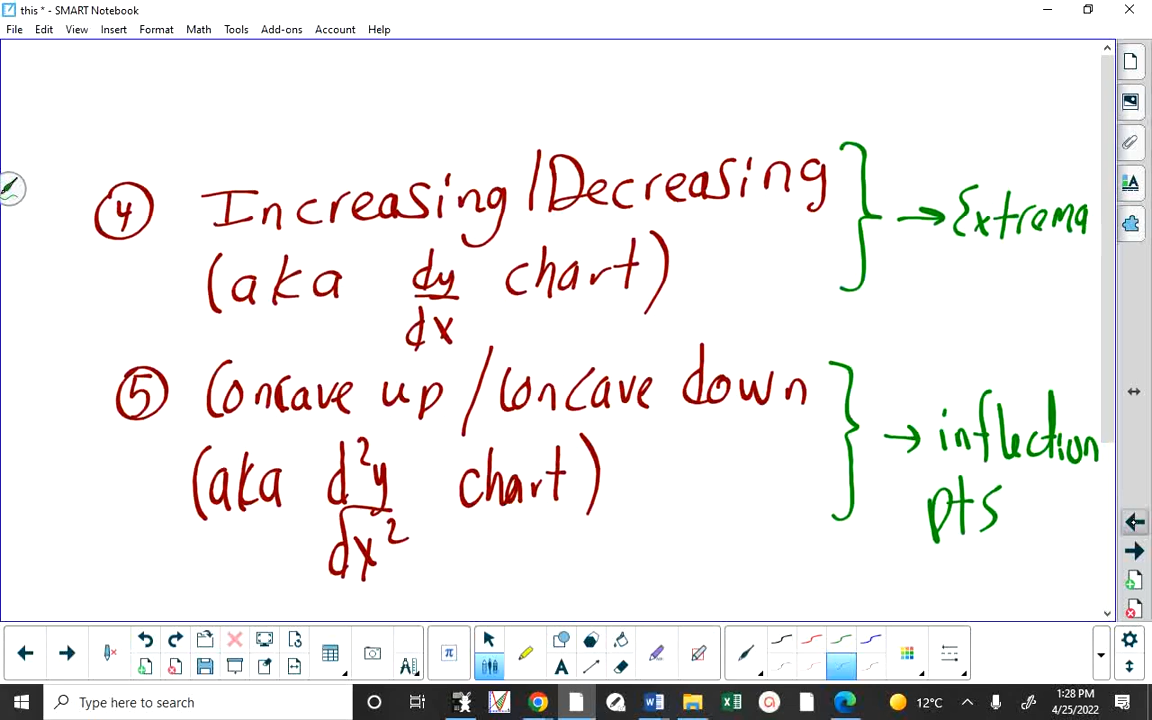 this * - SMART Notebook
File Edit View Insert Format Math Tools Add-ons Account Help
④ Increasing/Decreasing → Extrema
(aka dy/dx chart)
⑤ Concave up / Concave down → inflection
(aka d²y/dx² chart) pts
π
A
Type here to search
12°C
1:28 PM
4/25/2022